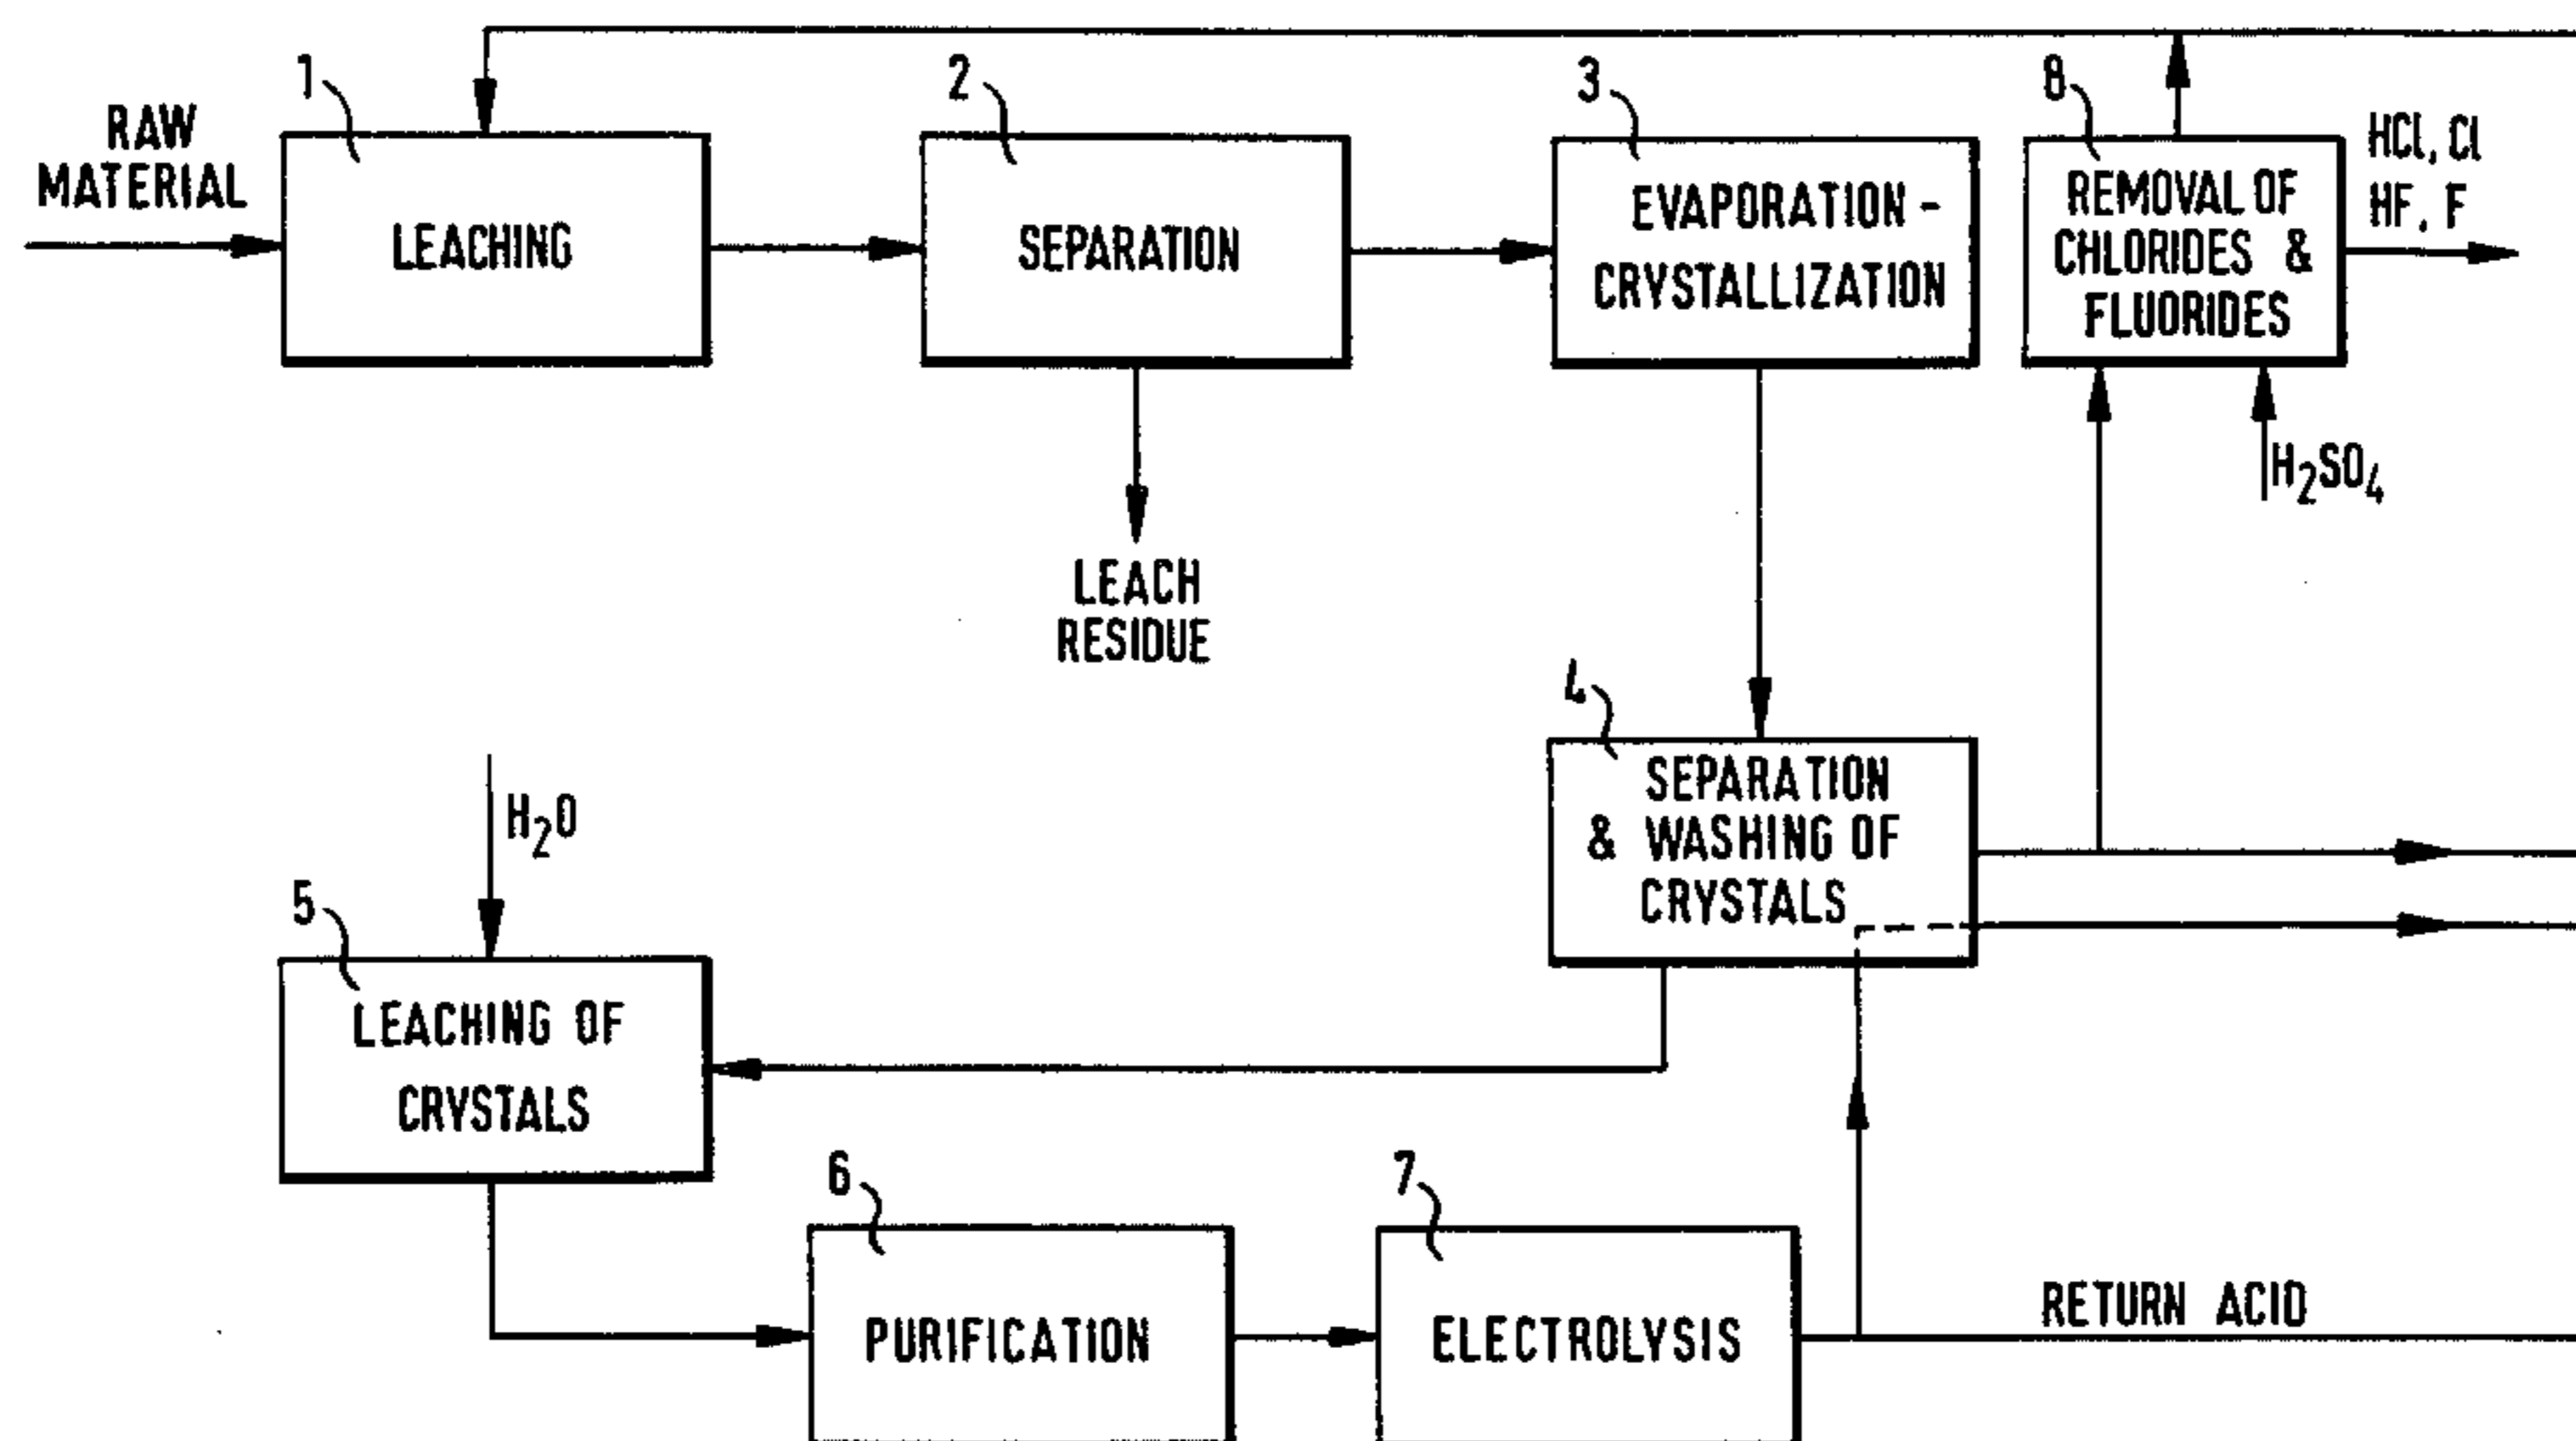 1
RAW
MATERIAL
LEACHING
2
SEPARATION
LEACH
RESIDUE
3
EVAPORATION -
CRYSTALLIZATION
8
REMOVAL OF
CHLORIDES &
FLUORIDES
HCl, Cl
HF, F
H2SO4
4
SEPARATION
& WASHING OF
CRYSTALS
H2O
5
LEACHING OF
CRYSTALS
6
PURIFICATION
7
ELECTROLYSIS
RETURN ACID